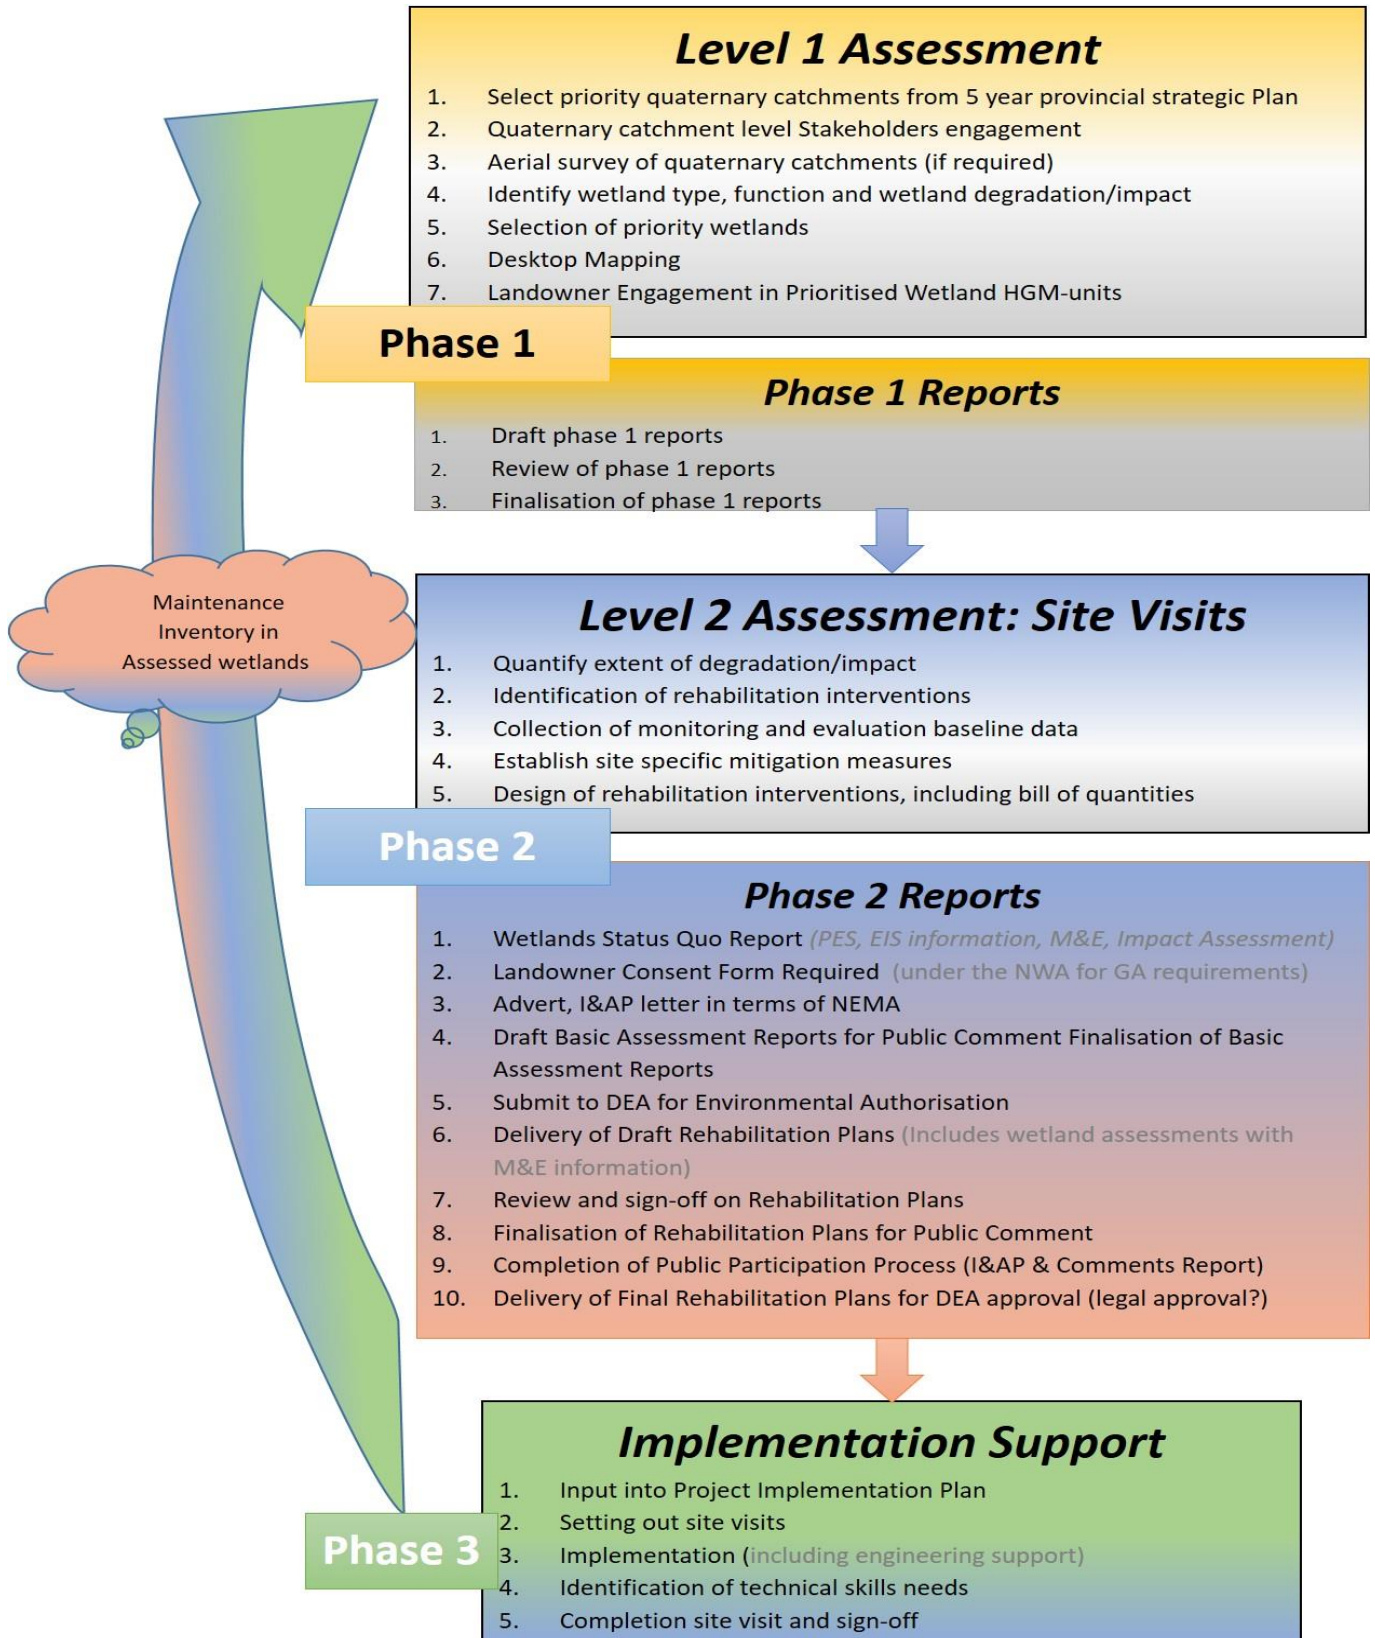 Level 1 Assessment
1. Select priority quaternary catchments from 5 year provincial strategic Plan
2. Quaternary catchment level Stakeholders engagement
3. Aerial survey of quaternary catchments (if required)
4. Identify wetland type, function and wetland degradation/impact
5. Selection of priority wetlands
6. Desktop Mapping
7. Landowner Engagement in Prioritised Wetland HGM-units
Phase 1
Phase 1 Reports
1. Draft phase 1 reports
2. Review of phase 1 reports
3. Finalisation of phase 1 reports
Maintenance
Inventory in
Assessed wetlands
Level 2 Assessment: Site Visits
1. Quantify extent of degradation/impact
2. Identification of rehabilitation interventions
3. Collection of monitoring and evaluation baseline data
4. Establish site specific mitigation measures
5. Design of rehabilitation interventions, including bill of quantities
Phase 2
Phase 2 Reports
1. Wetlands Status Quo Report (PES, EIS information, M&E, Impact Assessment)
2. Landowner Consent Form Required (under the NWA for GA requirements)
3. Advert, I&AP letter in terms of NEMA
4. Draft Basic Assessment Reports for Public Comment Finalisation of Basic
Assessment Reports
5. Submit to DEA for Environmental Authorisation
6. Delivery of Draft Rehabilitation Plans (Includes wetland assessments with
M&E information)
7. Review and sign-off on Rehabilitation Plans
8. Finalisation of Rehabilitation Plans for Public Comment
9. Completion of Public Participation Process (I&AP & Comments Report)
10. Delivery of Final Rehabilitation Plans for DEA approval (legal approval?)
Implementation Support
1. Input into Project Implementation Plan
2. Setting out site visits
Phase 3
3. Implementation (including engineering support)
4. Identification of technical skills needs
5. Completion site visit and sign-off